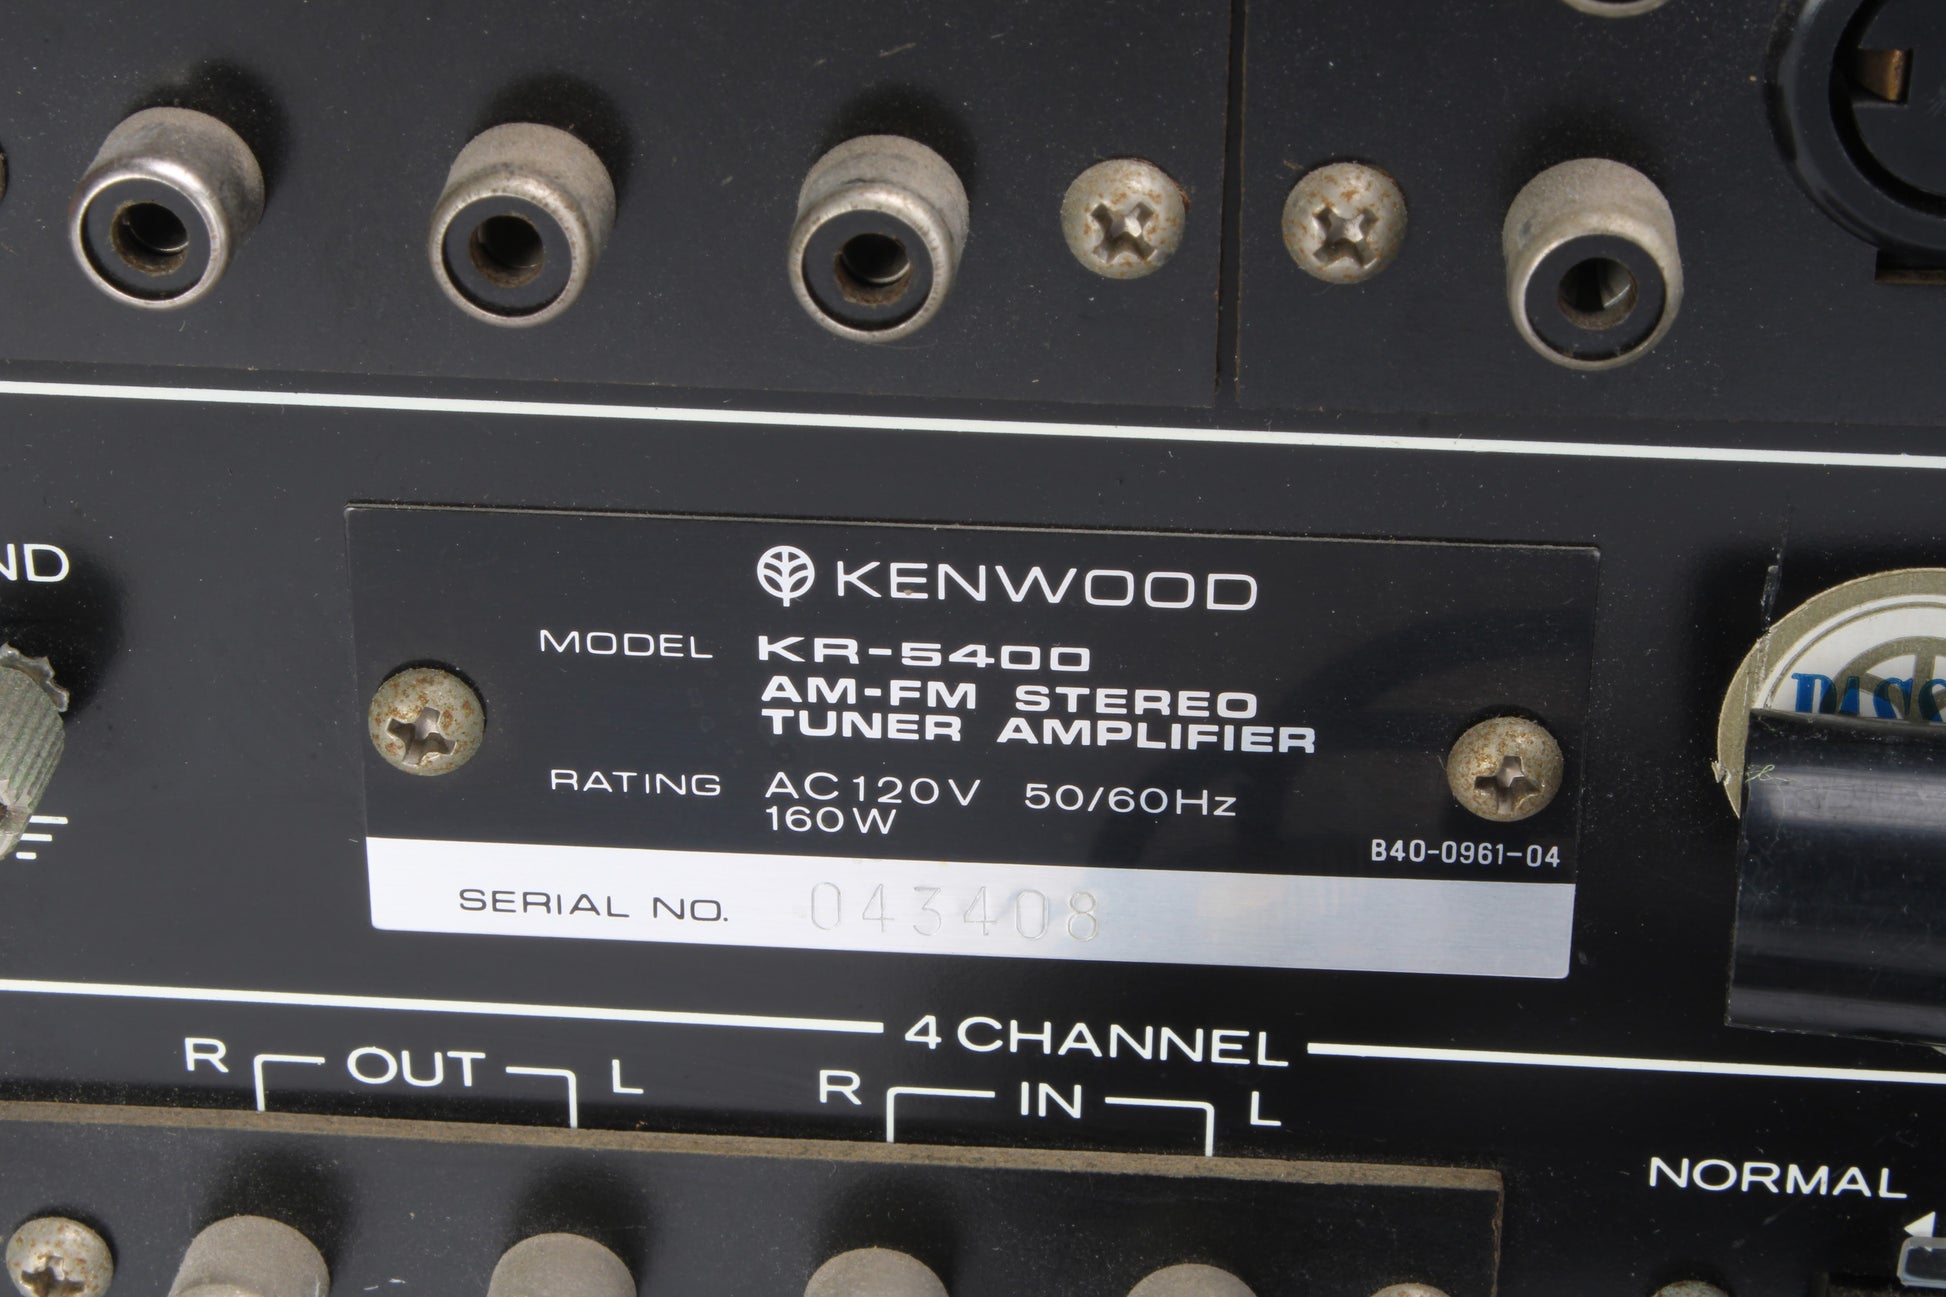 ND
KENWOOD
MODEL KR-5400
AM-FM STEREO
TUNER AMPLIFIER
RATING AC120V 50/60Hz
160W
B40-0961-04
SERIAL NO. 043408
4 CHANNEL
R OUT L
R IN L
NORMAL